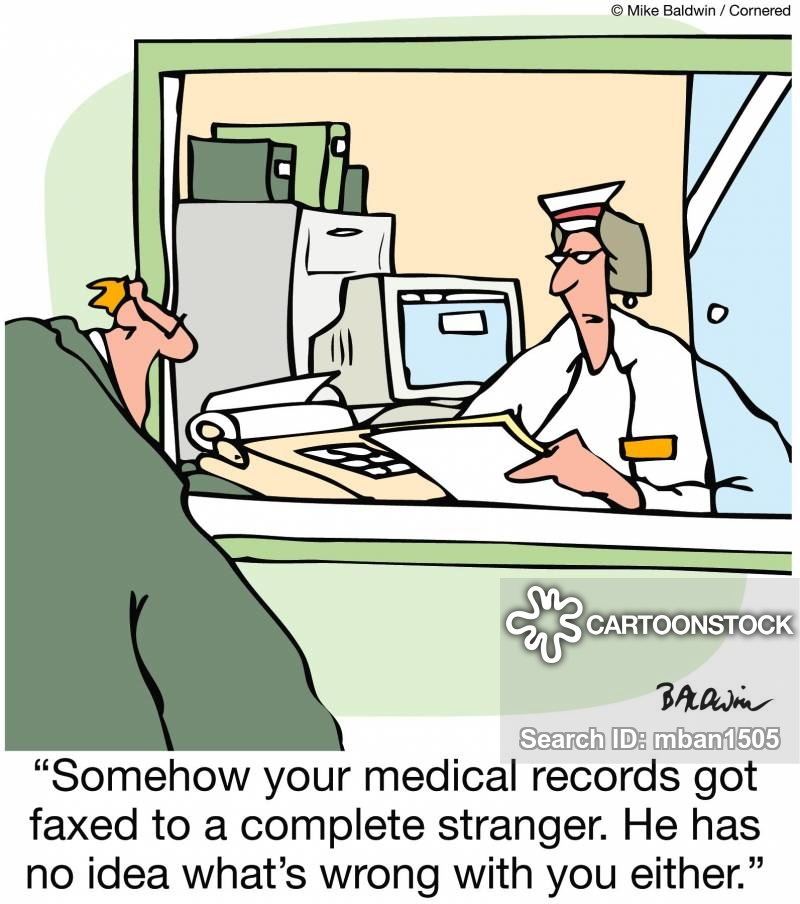 © Mike Baldwin / Cornered
CARTOONSTOCK
BALDWin
Search ID: mban1505
“Somehow your medical records got
faxed to a complete stranger. He has
no idea what’s wrong with you either.”